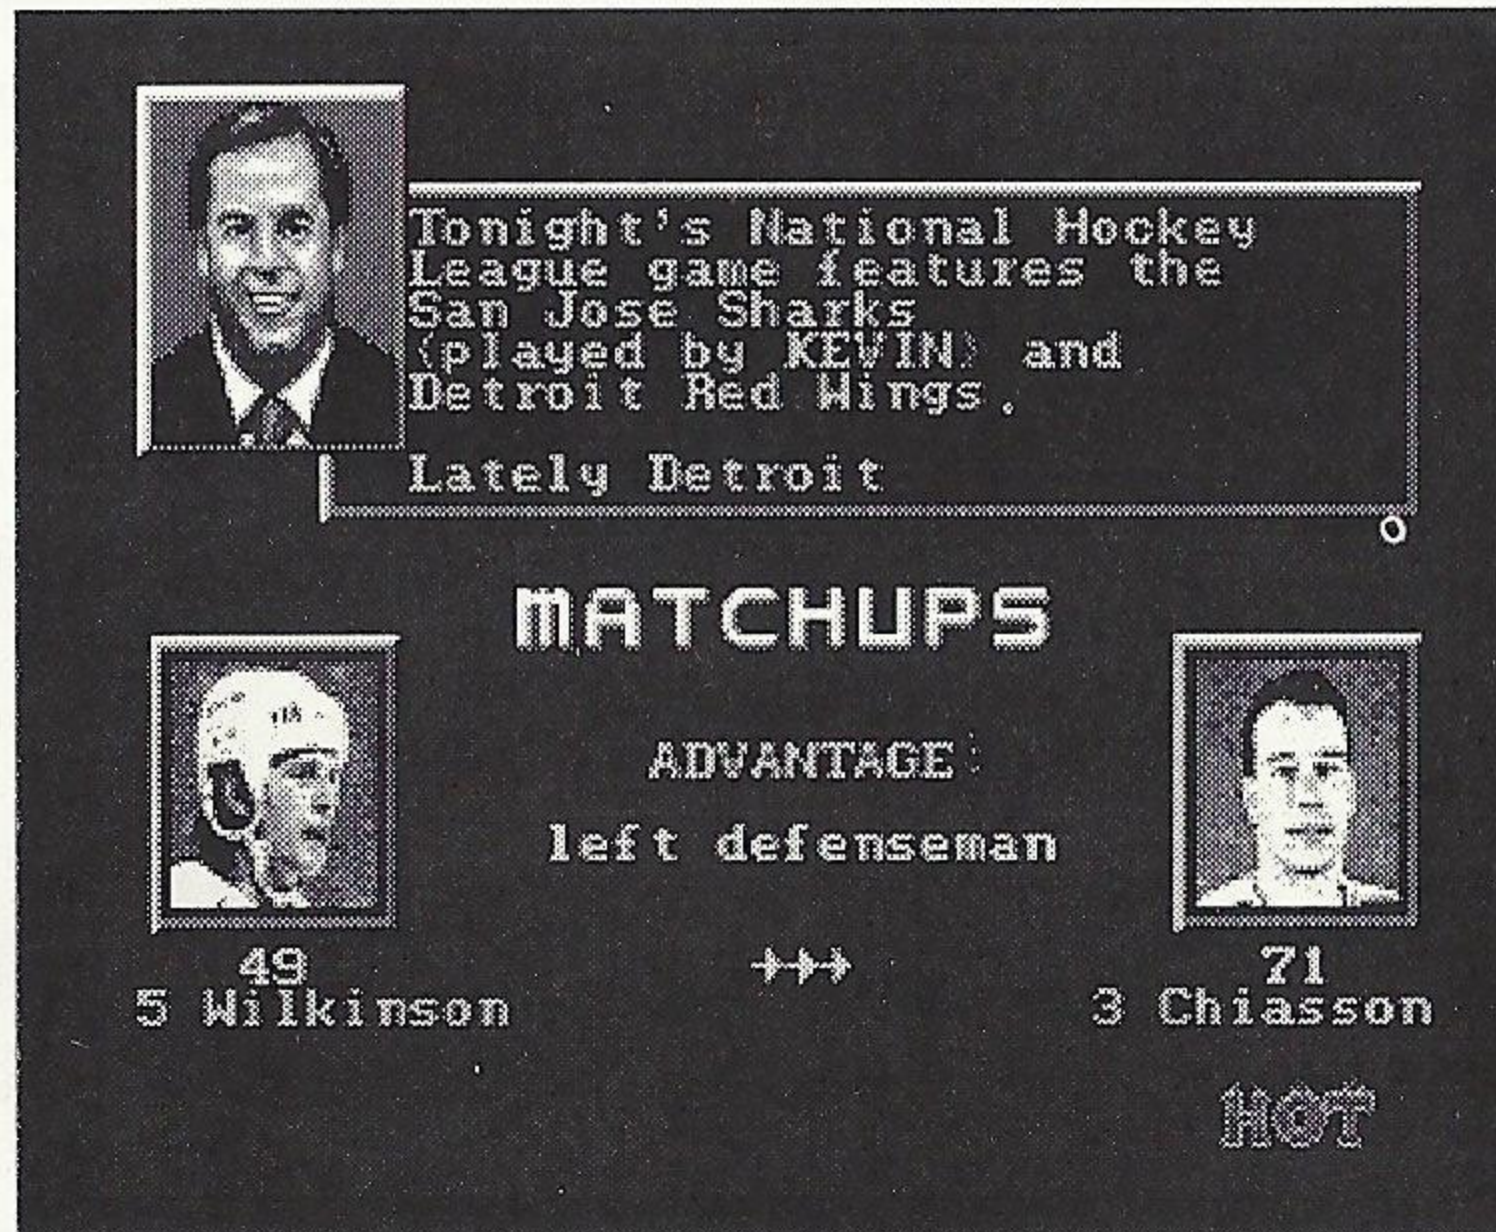 Tonight's National Hockey
League game features the
San Jose Sharks
(played by KEVIN) and
Detroit Red Wings.
Lately Detroit
MATCHUPS
ADVANTAGE:
left defenseman
49
5 Wilkinson
71
3 Chiasson
HOT